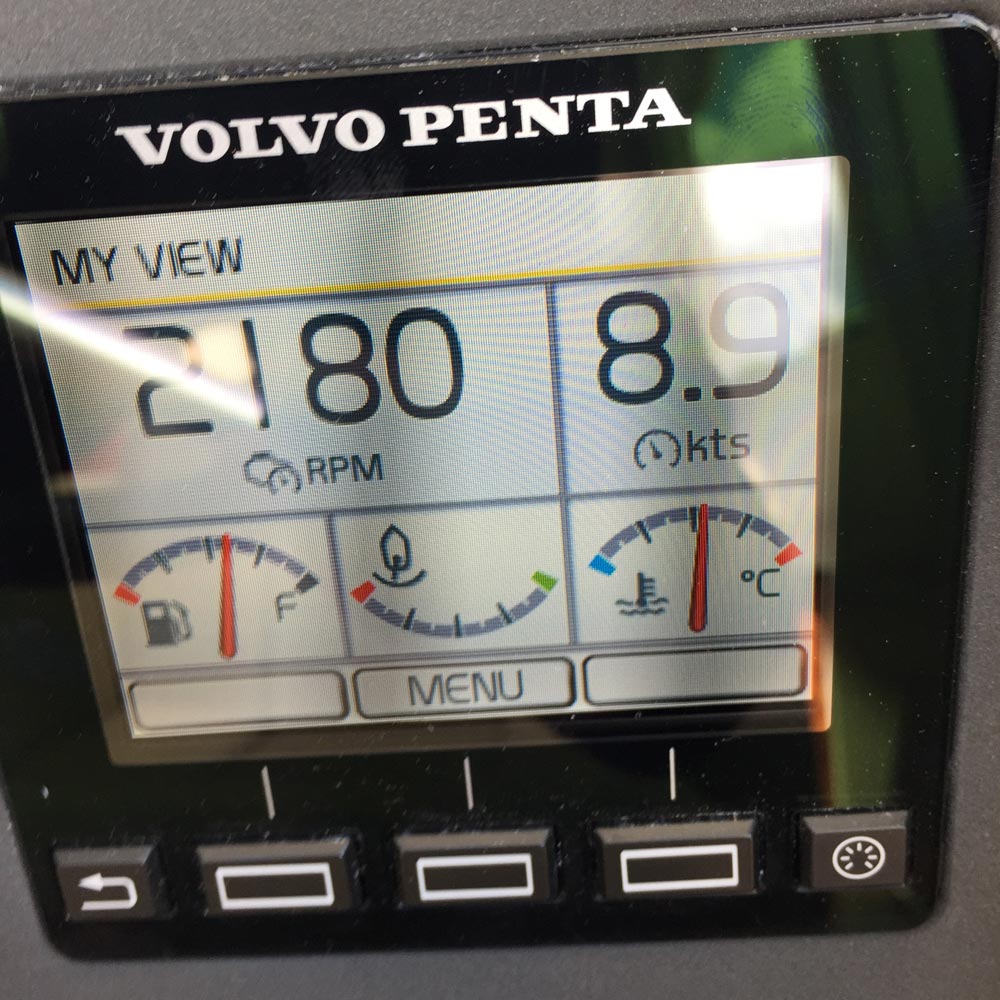 VOLVO PENTA
MY VIEW
2180 8.9
RPM kts
F °C
MENU